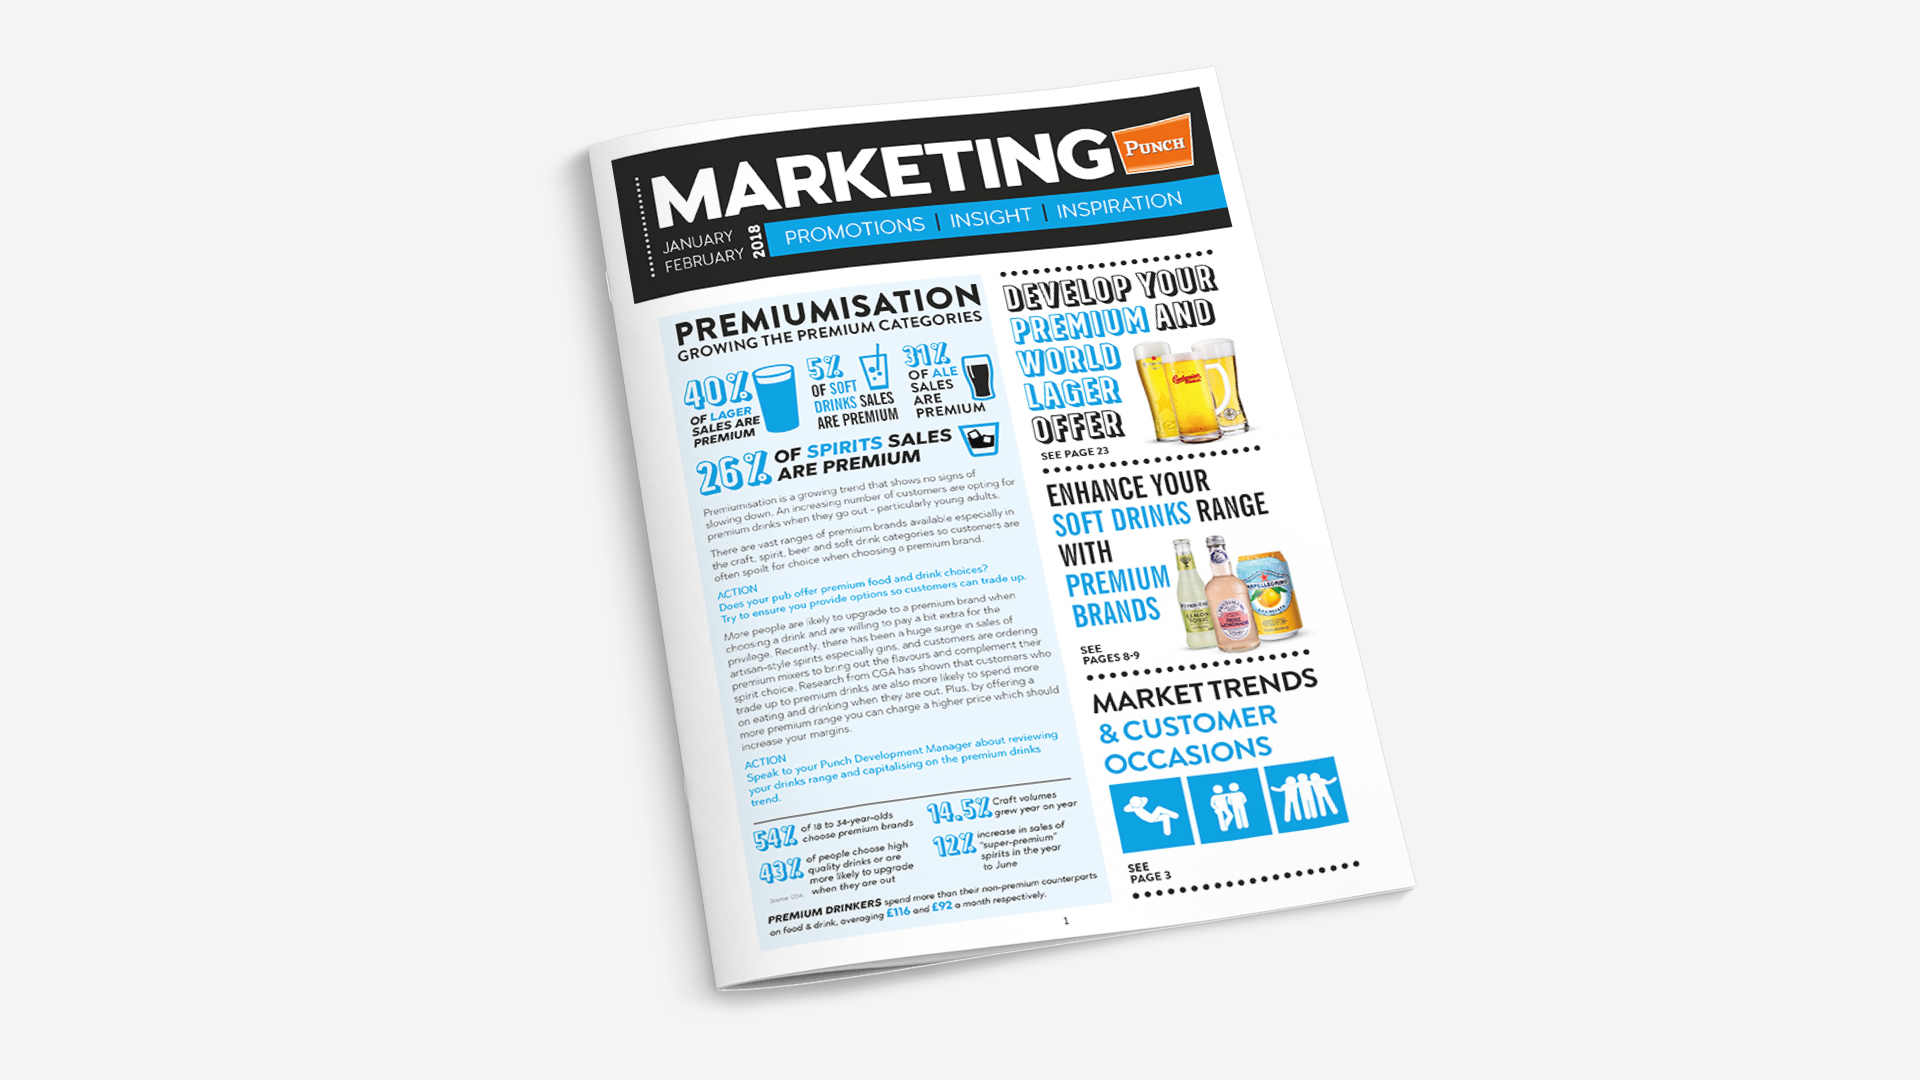 MARKETING
PUNCH
JANUARY
FEBRUARY
2018
PROMOTIONS | INSIGHT | INSPIRATION
PREMIUMISATION
GROWING THE PREMIUM CATEGORIES
40%
OF LAGER
SALES ARE
PREMIUM
5%
OF SOFT
DRINKS SALES
ARE PREMIUM
31%
OF ALE
SALES
ARE
PREMIUM
26% OF SPIRITS SALES
ARE PREMIUM
Premiumisation is a growing trend that shows no signs of
slowing down. An increasing number of customers are opting for
premium drinks when they go out - particularly young adults.
There are vast ranges of premium brands available especially in
the craft, spirit, beer and soft drink categories so customers are
often spoilt for choice when choosing a premium brand.
ACTION
Does your pub offer premium food and drink choices?
Try to ensure you provide options so customers can trade up.
More people are likely to upgrade to a premium brand when
choosing a drink and are willing to pay a bit extra for the
privilege. Recently, there has been a huge surge in sales of
artisan-style spirits especially gins, and customers are ordering
premium mixers to bring out the flavours and complement their
spirit choice. Research from CGA has shown that customers who
trade up to premium drinks are also more likely to spend more
on eating and drinking when they are out. Plus, by offering a
more premium range you can charge a higher price which should
increase your margins.
ACTION
Speak to your Punch Development Manager about reviewing
your drinks range and capitalising on the premium drinks
trend.
54% of 18 to 34-year-olds
choose premium brands
43% of people choose high
quality drinks or are
more likely to upgrade
when they are out
14.5% Craft volumes
grew year on year
12% increase in sales of
"super-premium"
spirits in the year
to June
Source: CGA
PREMIUM DRINKERS spend more than their non-premium counterparts
on food & drink, averaging £116 and £92 a month respectively.
DEVELOP YOUR
PREMIUM AND
WORLD
LAGER
OFFER
SEE PAGE 23
ENHANCE YOUR
SOFT DRINKS RANGE
WITH
PREMIUM
BRANDS
ROSE
LEMONADE
SEE
PAGES 8-9
MARKET TRENDS
& CUSTOMER
OCCASIONS
SEE
PAGE 3
1